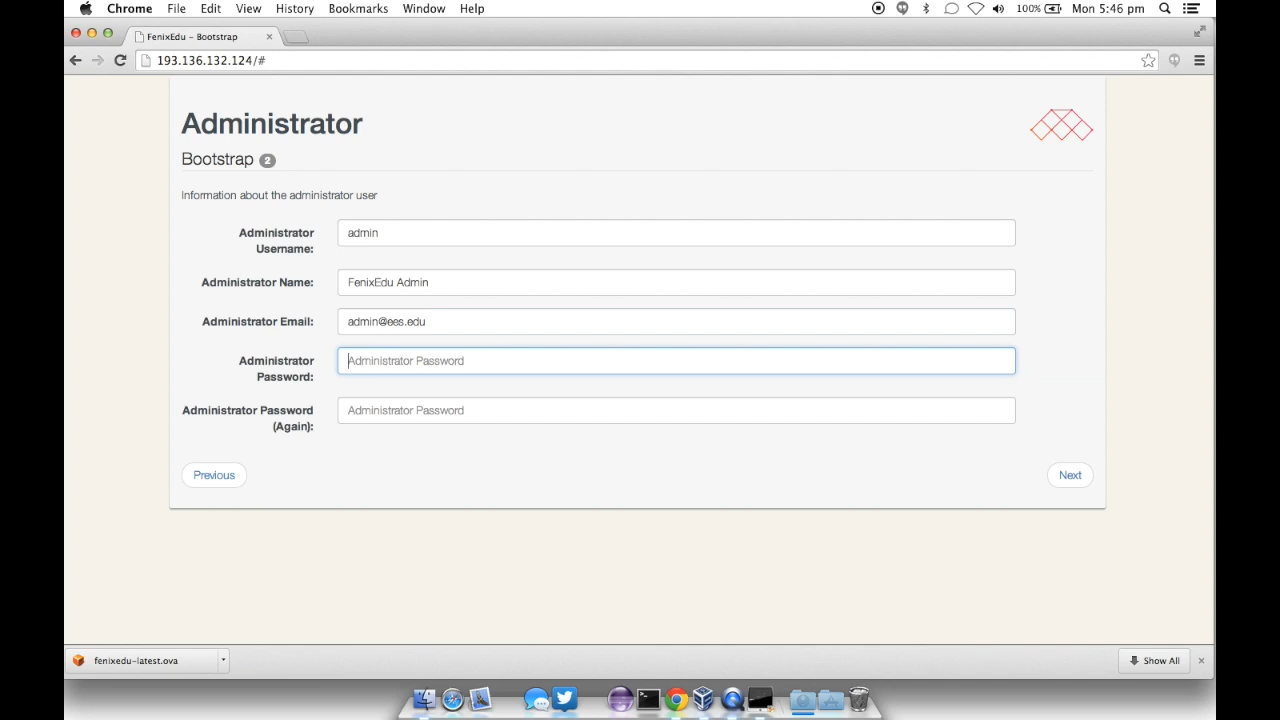 Chrome File Edit View History Bookmarks Window Help 100% Mon 5:46 pm
FenixEdu - Bootstrap
193.136.132.124/#
Administrator
Bootstrap 2
Information about the administrator user
Administrator Username: admin
Administrator Name: FenixEdu Admin
Administrator Email: admin@ees.edu
Administrator Password: Administrator Password
Administrator Password (Again): Administrator Password
Previous Next
fenixedu-latest.ova Show All